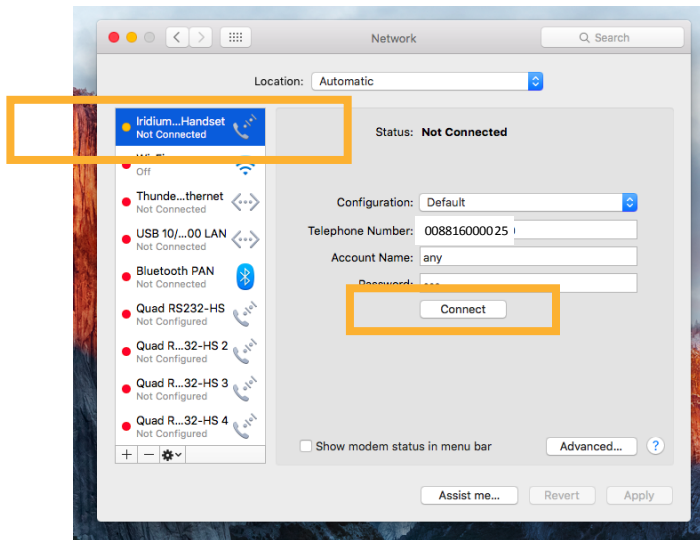 Network
Search
Location: Automatic
Iridium...Handset
Not Connected
Off
Thunde...thernet
Not Connected
USB 10/...00 LAN
Not Connected
Bluetooth PAN
Not Connected
Quad RS232-HS
Not Configured
Quad R...32-HS 2
Not Configured
Quad R...32-HS 3
Not Configured
Quad R...32-HS 4
Not Configured
Status: Not Connected
Configuration: Default
Telephone Number: 008816000025
Account Name: any
Password:
Connect
Show modem status in menu bar
Advanced... ?
Assist me... Revert Apply